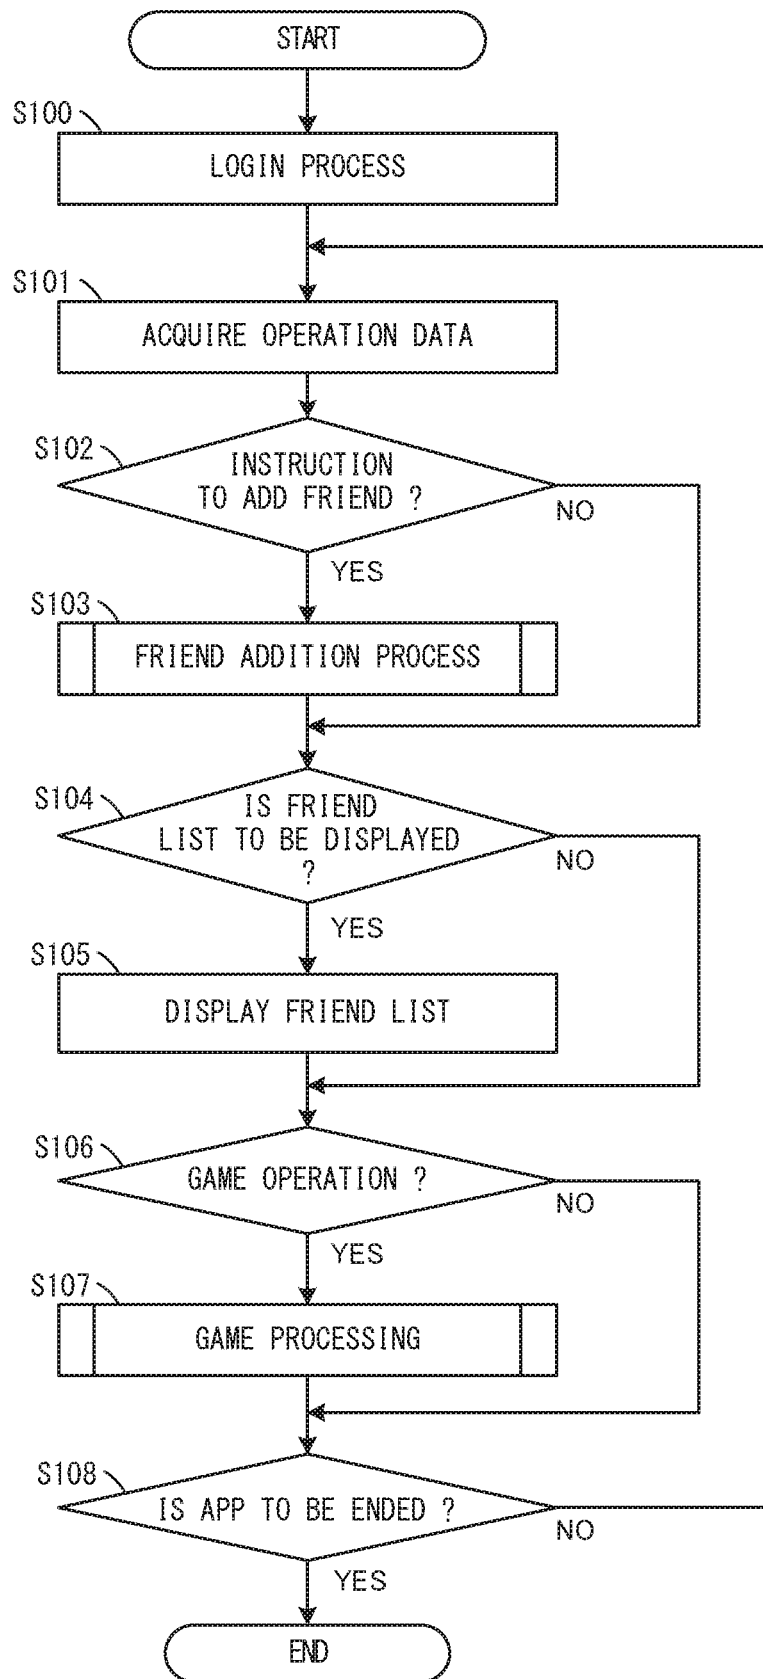 START
S100
LOGIN PROCESS
S101
ACQUIRE OPERATION DATA
S102
INSTRUCTION
TO ADD FRIEND ?
NO
YES
S103
FRIEND ADDITION PROCESS
S104
IS FRIEND
LIST TO BE DISPLAYED
?
NO
YES
S105
DISPLAY FRIEND LIST
S106
GAME OPERATION ?
NO
YES
S107
GAME PROCESSING
S108
IS APP TO BE ENDED ?
NO
YES
END